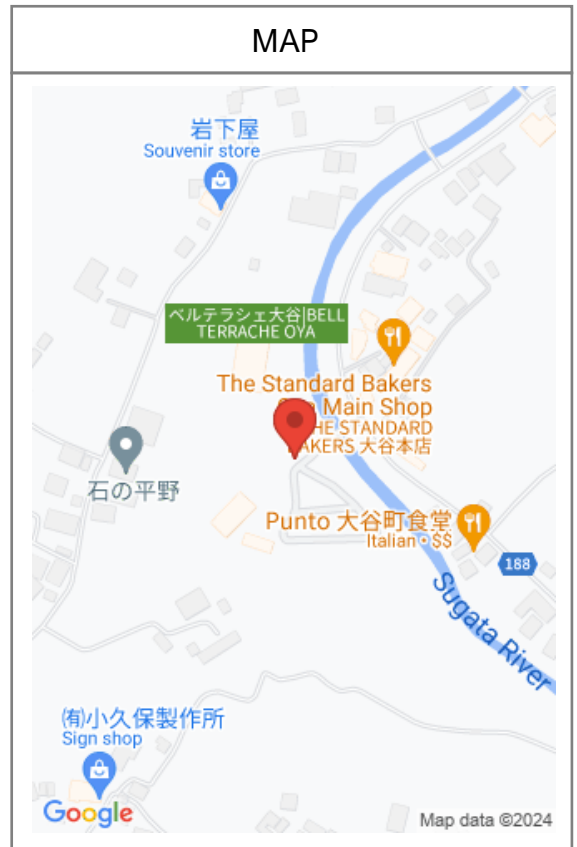 MAP
岩下屋
Souvenir store
ベルテラシェ大谷|BELL
TERRACHE OYA
The Standard Bakers
Main Shop
HE STANDARD
AKERS 大谷本店
石の平野
Punto 大谷町食堂
Italian • $$
188
Sugata River
㈲小久保製作所
Sign shop
Google
Map data ©2024